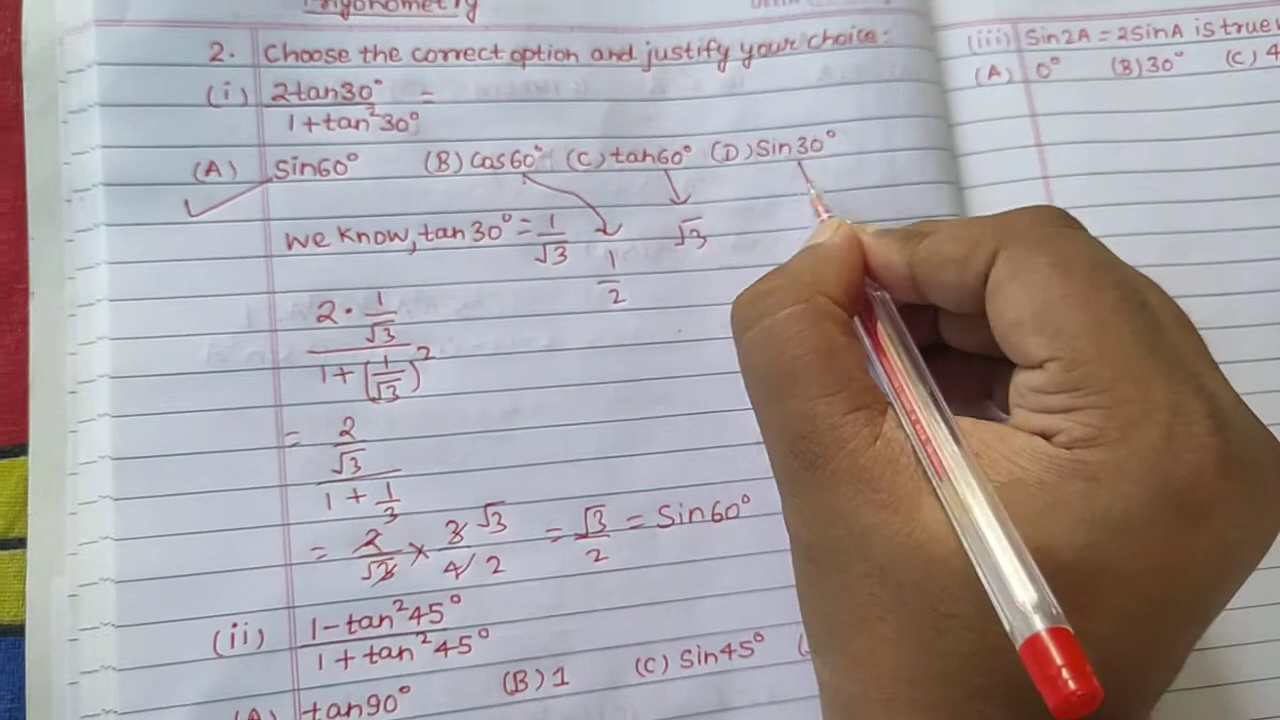 Trigonometry
2. Choose the correct option and justify your choice:
(i) 2tan30° =
1+tan²30°
(A) Sin60° (B) Cos60° (C) tan60° (D) Sin30°
We know, tan30° = 1/√3
1/2
√3
2 · 1/√3
1 + (1/√3)²
= 2/√3
1 + 1/3
= 2/√3 × 3 √3 / 4 2 = √3/2 = Sin60°
(ii) 1 - tan²45°
1 + tan²45°
(A) tan90° (B) 1 (C) Sin45° (
(iii) Sin2A = 2SinA is true
(A) 0° (B) 30° (C) 4